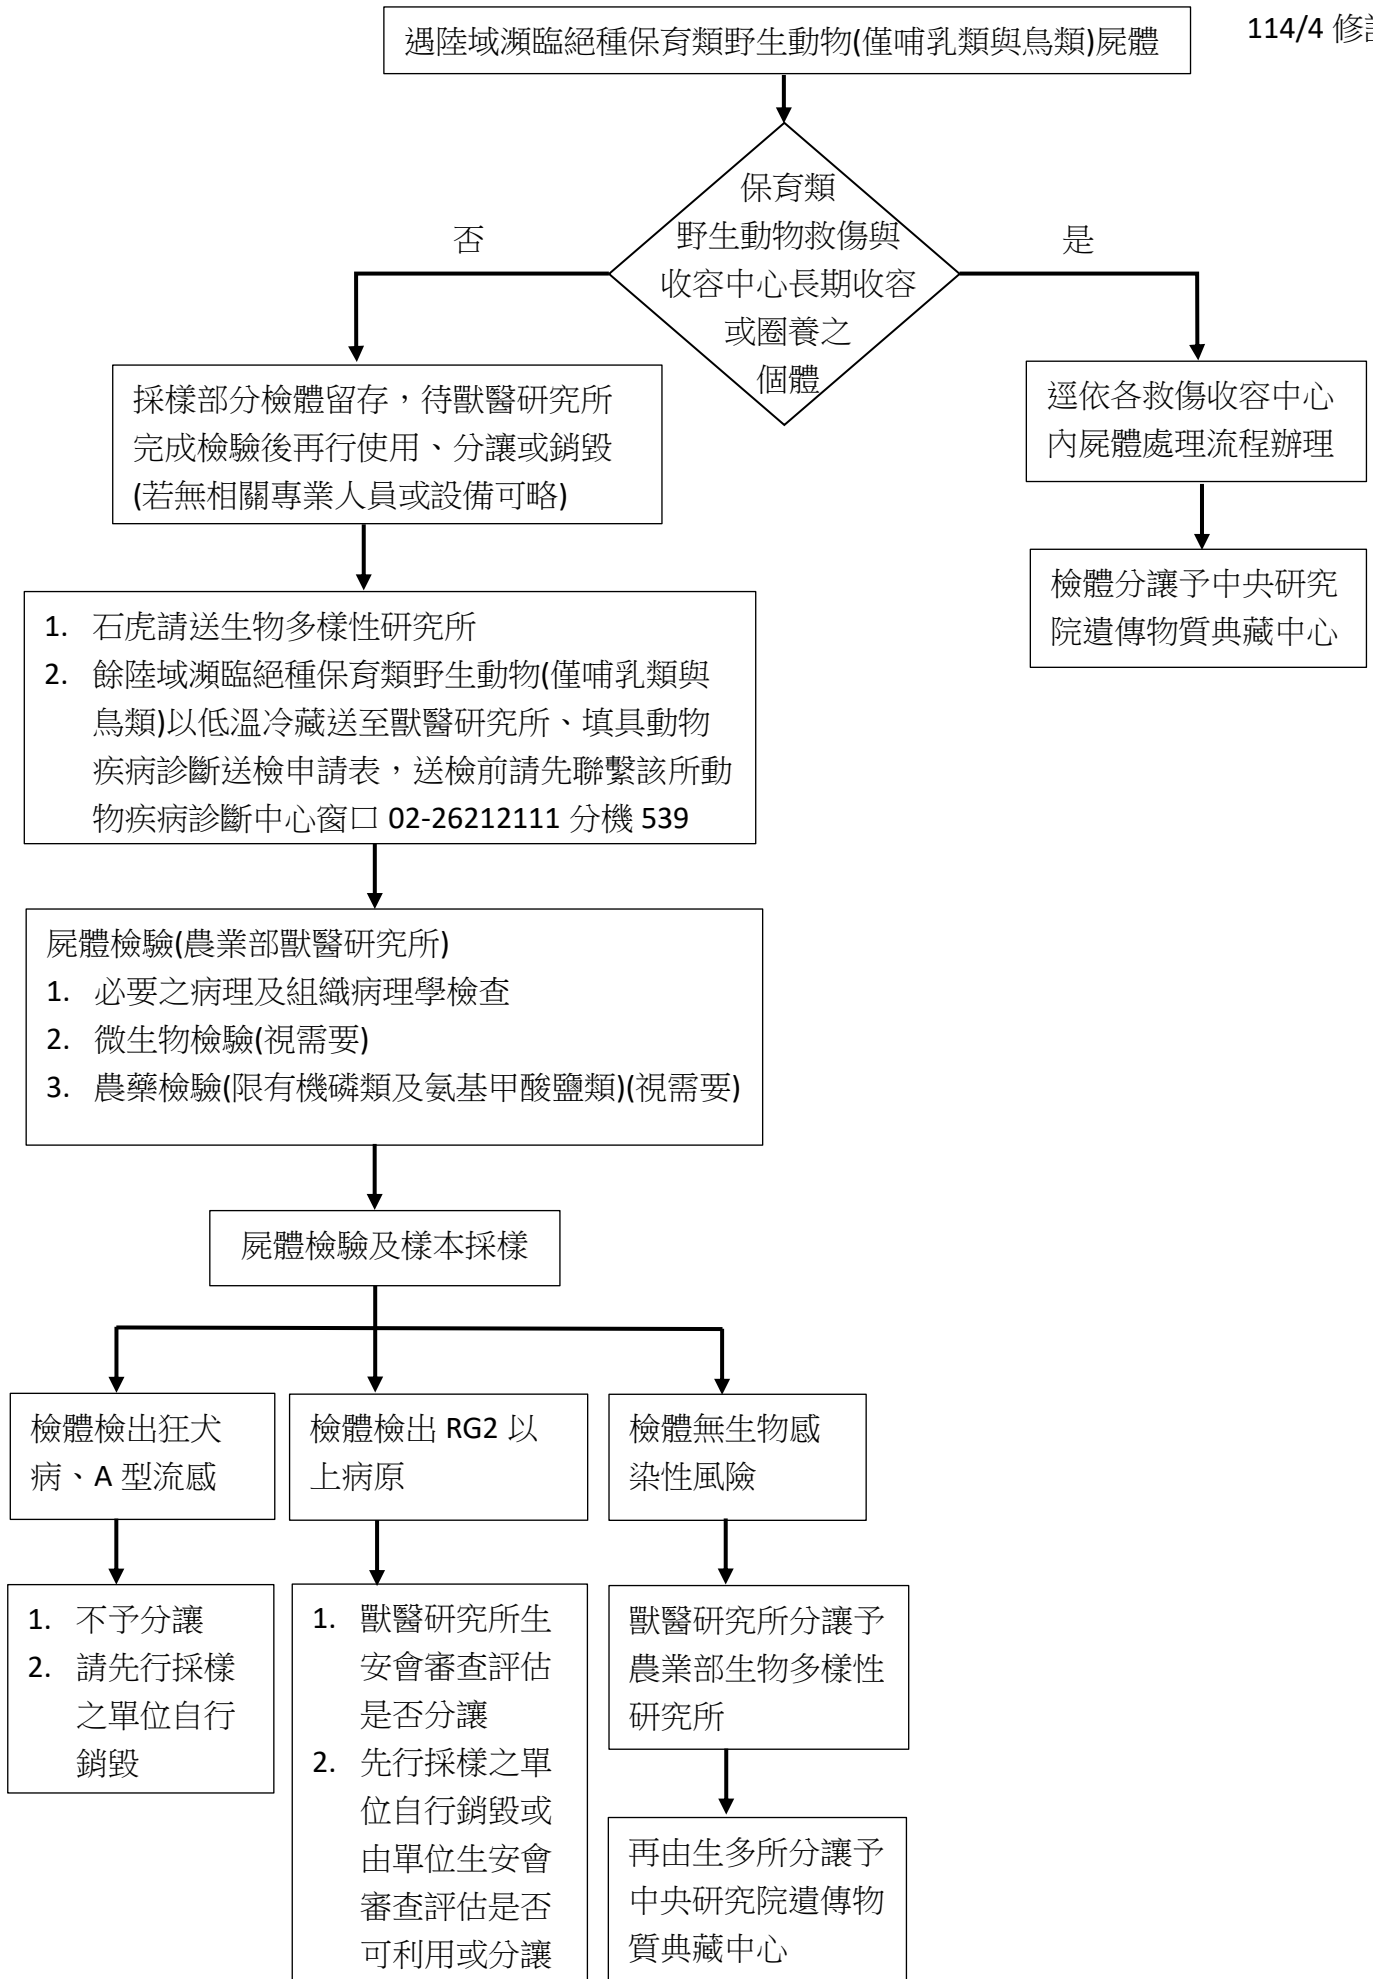 114/4 修
遇陸域瀕臨絕種保育類野生動物(僅哺乳類與鳥類)屍體
保育類
野生動物救傷與
收容中心長期收容
或圈養之
個體
否
是
採樣部分檢體留存，待獸醫研究所
完成檢驗後再行使用、分讓或銷毀
(若無相關專業人員或設備可略)
逕依各救傷收容中心
內屍體處理流程辦理
檢體分讓予中央研究
院遺傳物質典藏中心
1. 石虎請送生物多樣性研究所
2. 餘陸域瀕臨絕種保育類野生動物(僅哺乳類與
鳥類)以低溫冷藏送至獸醫研究所、填具動物
疾病診斷送檢申請表，送檢前請先聯繫該所動
物疾病診斷中心窗口 02-26212111 分機 539
屍體檢驗(農業部獸醫研究所)
1. 必要之病理及組織病理學檢查
2. 微生物檢驗(視需要)
3. 農藥檢驗(限有機磷類及氨基甲酸鹽類)(視需要)
屍體檢驗及樣本採樣
檢體檢出狂犬
病、A 型流感
檢體檢出 RG2 以
上病原
檢體無生物感
染性風險
1. 不予分讓
2. 請先行採樣
之單位自行
銷毀
1. 獸醫研究所生
安會審查評估
是否分讓
2. 先行採樣之單
位自行銷毀或
由單位生安會
審查評估是否
可利用或分讓
獸醫研究所分讓予
農業部生物多樣性
研究所
再由生多所分讓予
中央研究院遺傳物
質典藏中心